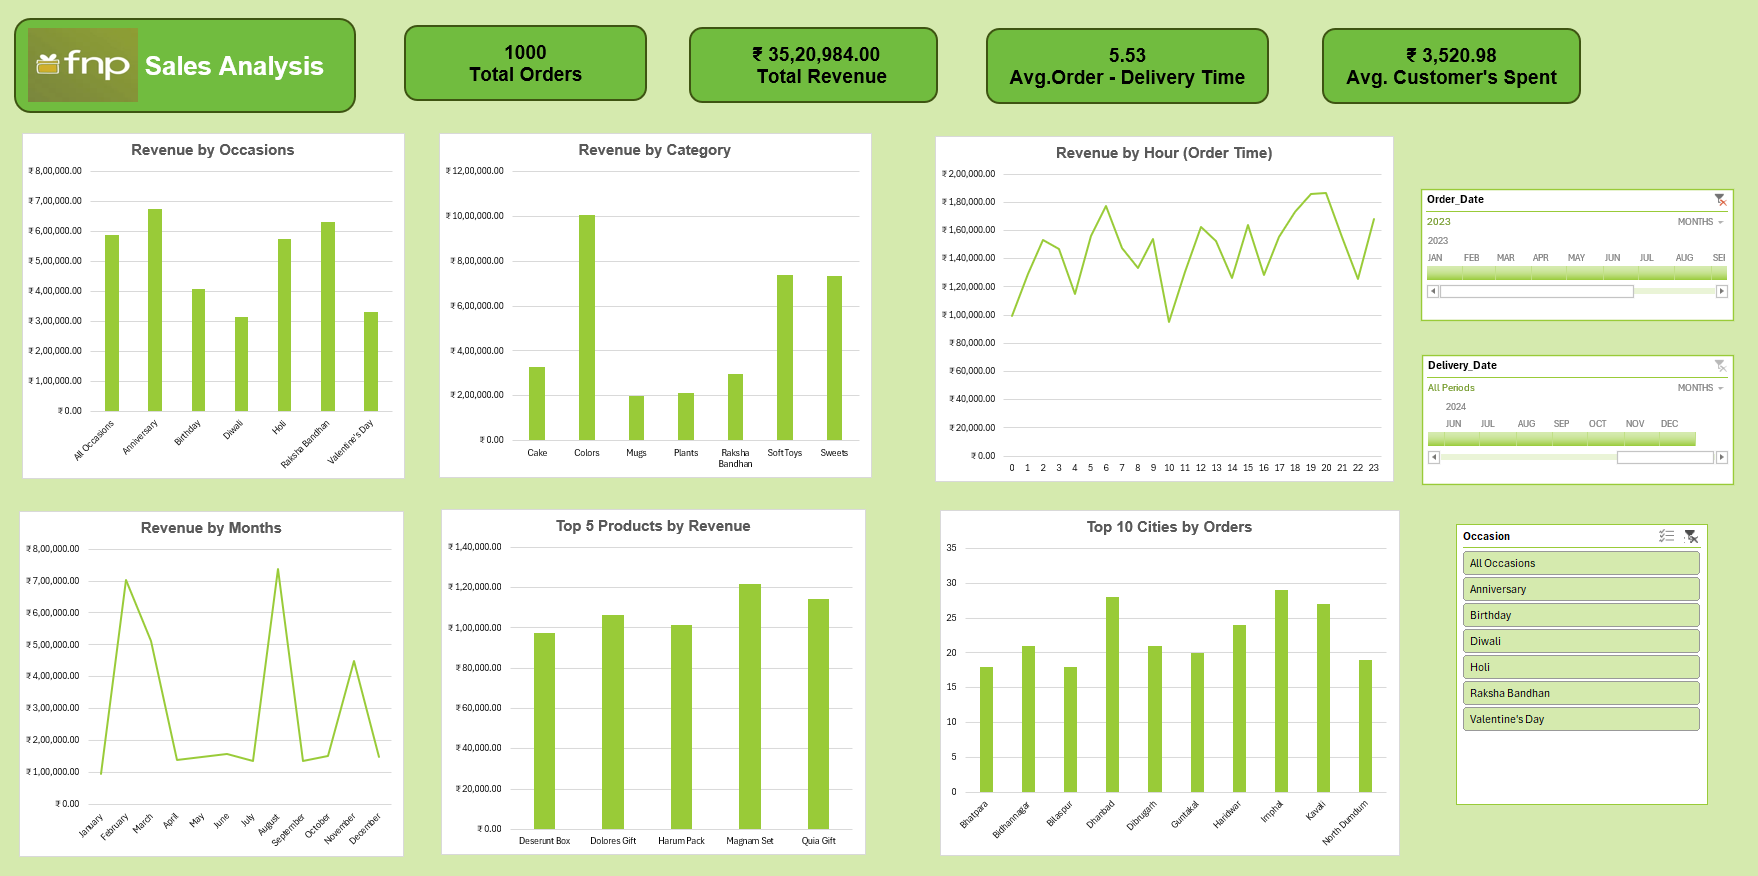 fnp Sales Analysis
1000
Total Orders
₹ 35,20,984.00
Total Revenue
5.53
Avg.Order - Delivery Time
₹ 3,520.98
Avg. Customer's Spent
Revenue by Occasions
₹ 8,00,000.00
₹ 7,00,000.00
₹ 6,00,000.00
₹ 5,00,000.00
₹ 4,00,000.00
₹ 3,00,000.00
₹ 2,00,000.00
₹ 1,00,000.00
₹ 0.00
All Occasions
Anniversary
Birthday
Diwali
Holi
Raksha Bandhan
Valentine's Day
Revenue by Category
₹ 12,00,000.00
₹ 10,00,000.00
₹ 8,00,000.00
₹ 6,00,000.00
₹ 4,00,000.00
₹ 2,00,000.00
₹ 0.00
Cake Colors Mugs Plants Raksha Bandhan Soft Toys Sweets
Revenue by Hour (Order Time)
₹ 2,00,000.00
₹ 1,80,000.00
₹ 1,60,000.00
₹ 1,40,000.00
₹ 1,20,000.00
₹ 1,00,000.00
₹ 80,000.00
₹ 60,000.00
₹ 40,000.00
₹ 20,000.00
₹ 0.00
0 1 2 3 4 5 6 7 8 9 10 11 12 13 14 15 16 17 18 19 20 21 22 23
Order_Date
2023 MONTHS
2023
JAN FEB MAR APR MAY JUN JUL AUG SEI
Delivery_Date
All Periods MONTHS
2024
JUN JUL AUG SEP OCT NOV DEC
Revenue by Months
₹ 8,00,000.00
₹ 7,00,000.00
₹ 6,00,000.00
₹ 5,00,000.00
₹ 4,00,000.00
₹ 3,00,000.00
₹ 2,00,000.00
₹ 1,00,000.00
₹ 0.00
January
February
March
April
May
June
July
August
September
October
November
December
Top 5 Products by Revenue
₹ 1,40,000.00
₹ 1,20,000.00
₹ 1,00,000.00
₹ 80,000.00
₹ 60,000.00
₹ 40,000.00
₹ 20,000.00
₹ 0.00
Deserunt Box Dolores Gift Harum Pack Magnam Set Quia Gift
Top 10 Cities by Orders
35
30
25
20
15
10
5
0
Bhatpara
Bidhannagar
Bilaspur
Dhanbad
Dibrugarh
Guntakal
Haridwar
Imphal
Kavali
North Dumdum
Occasion
All Occasions
Anniversary
Birthday
Diwali
Holi
Raksha Bandhan
Valentine's Day